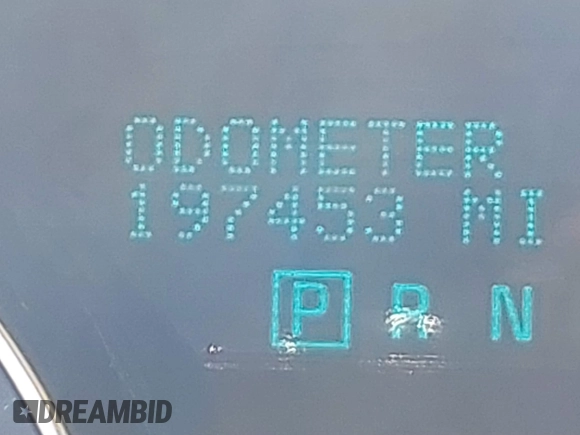 ODOMETER
197453 MI
P R N
DREAMBID